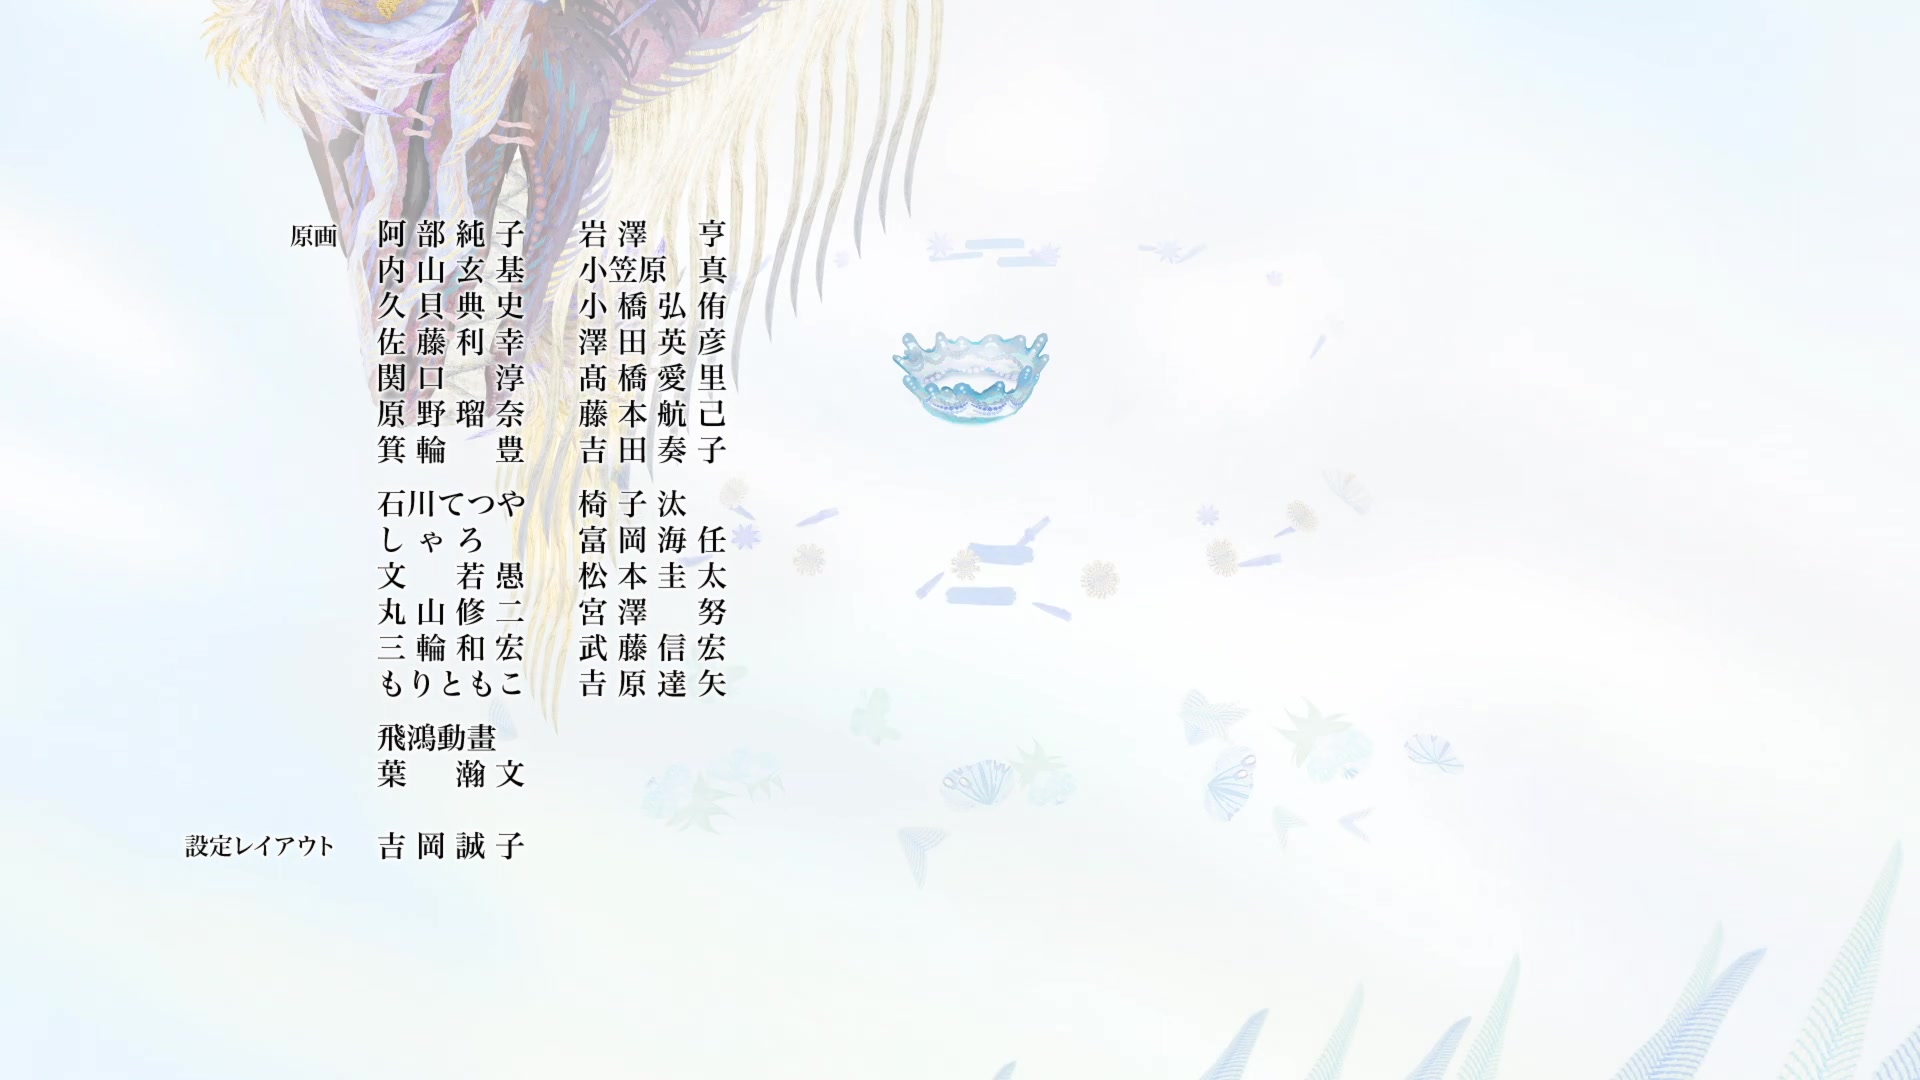 原画 阿部純子 岩澤 亨
内山玄基 小笠原 真
久貝典史 小橋弘侑
佐藤利幸 澤田英彦
関口 淳 髙橋愛里
原野瑠奈 藤本航己
箕輪 豊 吉田奏子
石川てつや 椅子汰
しゃろ 富岡海任
文 若愚 松本圭太
丸山修二 宮澤 努
三輪和宏 武藤信宏
もりともこ 𠮷原達矢
飛鴻動畫
葉 瀚文
設定レイアウト 吉岡誠子